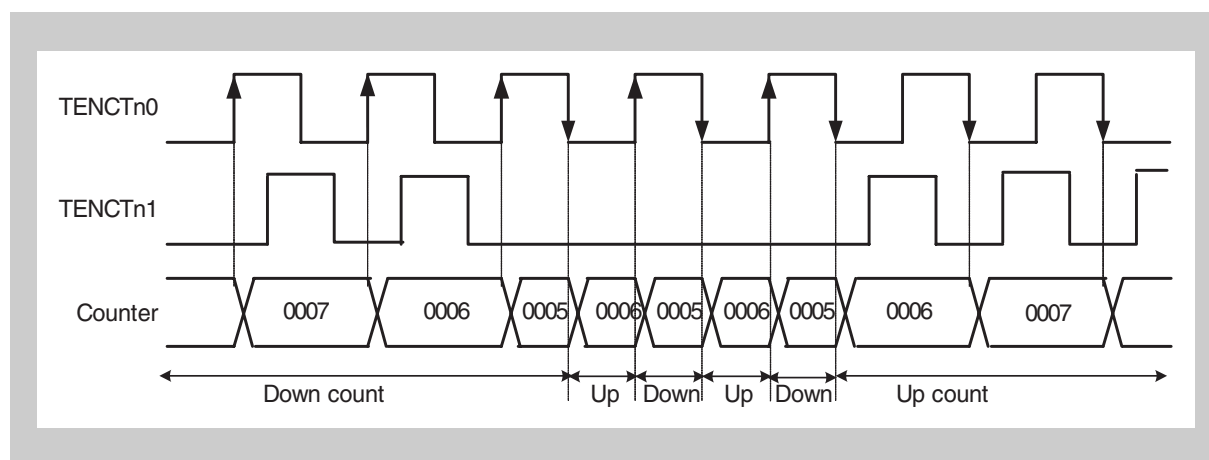 TENCTn0
TENCTn1
Counter 0007 0006 0005 0006 0005 0006 0005 0006 0007
Down count Up Down Up Down Up count